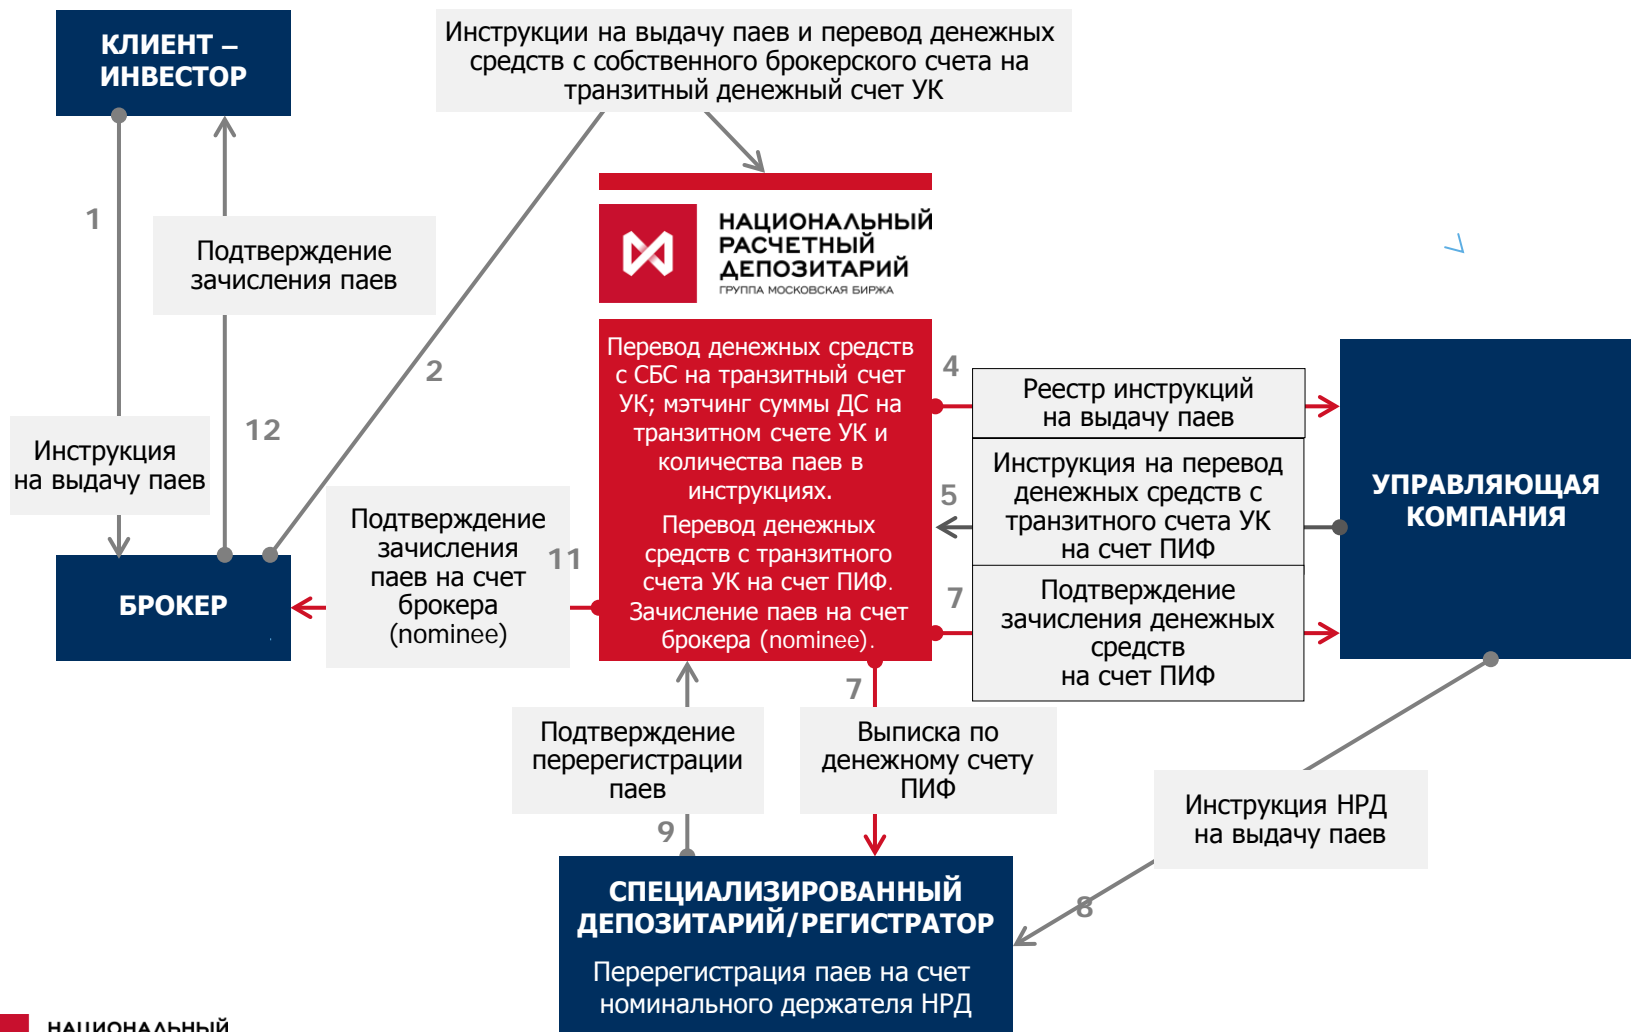 КЛИЕНТ –
ИНВЕСТОР
Инструкции на выдачу паев и перевод денежных
средств с собственного брокерского счета на
транзитный денежный счет УК
1
Подтверждение
зачисления паев
НАЦИОНАЛЬНЫЙ
РАСЧЕТНЫЙ
ДЕПОЗИТАРИЙ
ГРУППА МОСКОВСКАЯ БИРЖА
2
12
Инструкция
на выдачу паев
Перевод денежных средств
с СБС на транзитный счет
УК; мэтчинг суммы ДС на
транзитном счете УК и
количества паев в
инструкциях.
Перевод денежных
средств с транзитного
счета УК на счет ПИФ.
Зачисление паев на счет
брокера (nominee).
4
Реестр инструкций
на выдачу паев
5
Инструкция на перевод
денежных средств с
транзитного счета УК
на счет ПИФ
7
Подтверждение
зачисления денежных
средств
на счет ПИФ
УПРАВЛЯЮЩАЯ
КОМПАНИЯ
БРОКЕР
Подтверждение
зачисления
паев на счет
брокера
(nominee)
11
7
Подтверждение
перерегистрации
паев
9
Выписка по
денежному счету
ПИФ
Инструкция НРД
на выдачу паев
8
СПЕЦИАЛИЗИРОВАННЫЙ
ДЕПОЗИТАРИЙ/РЕГИСТРАТОР
Перерегистрация паев на счет
номинального держателя НРД
НАЦИОНАЛЬНЫЙ